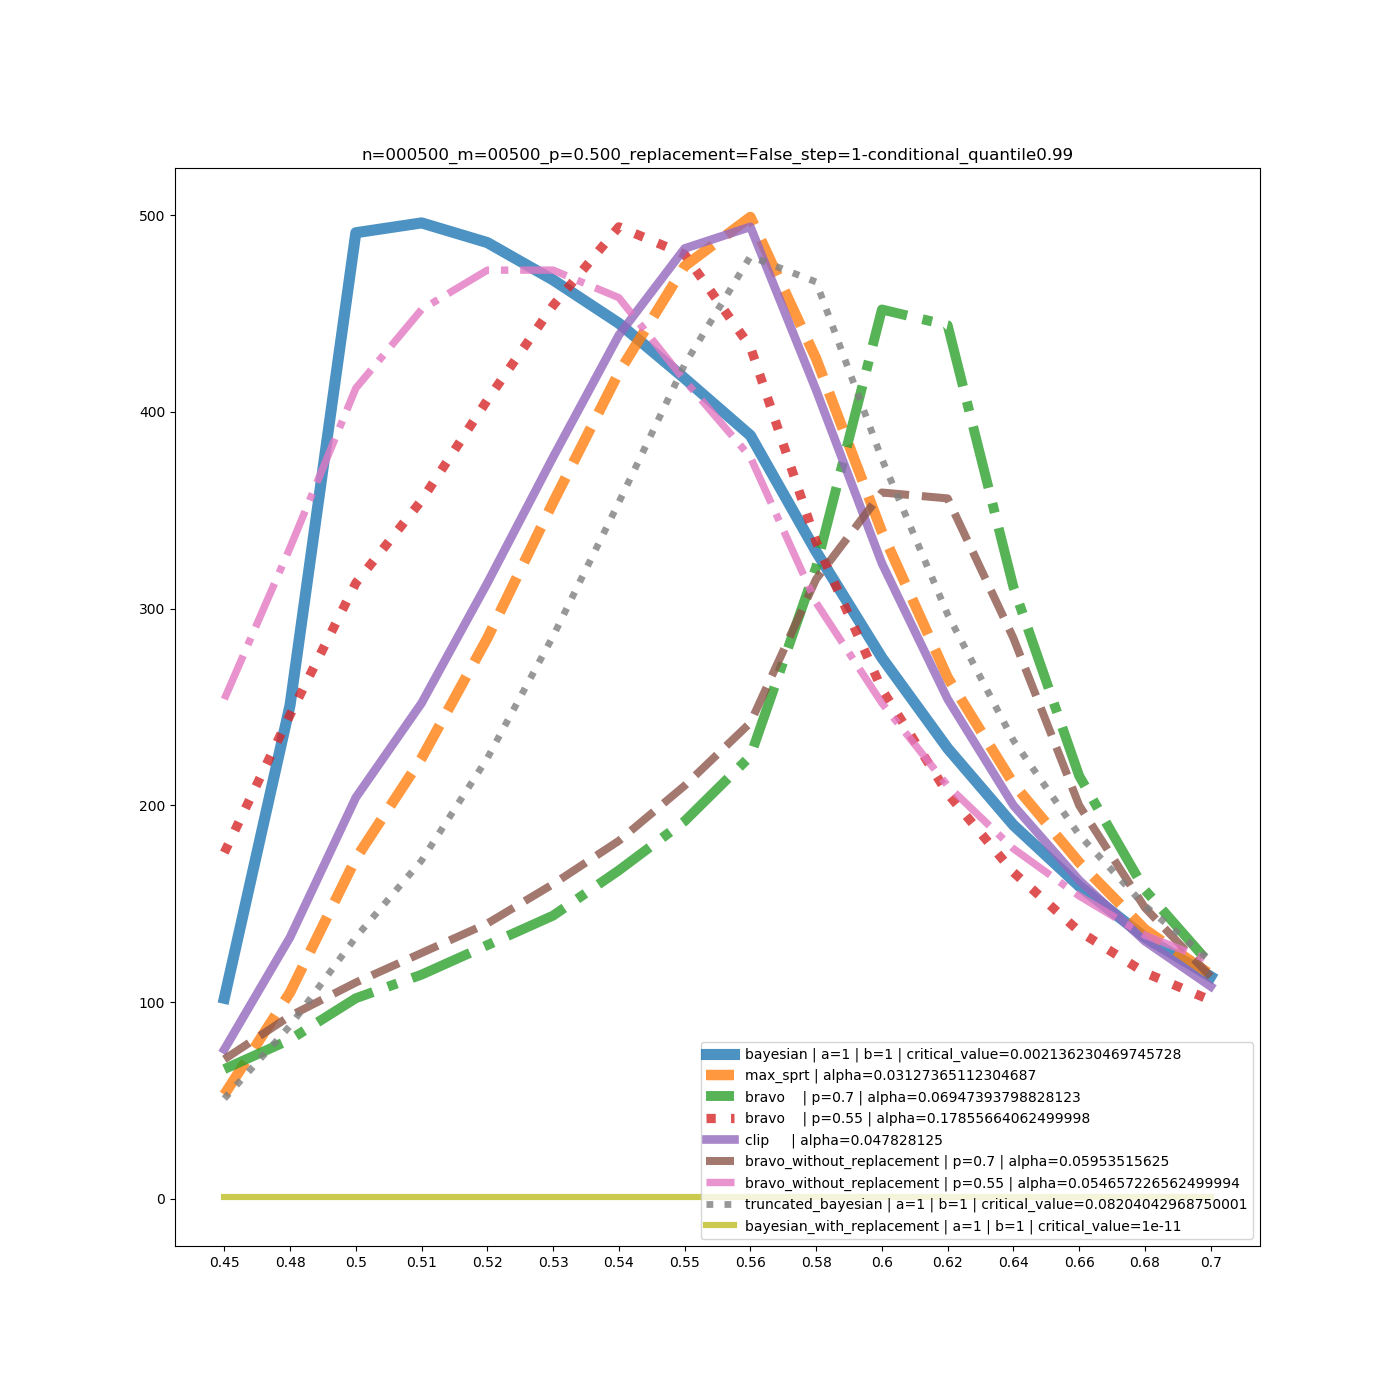 n=000500_m=00500_p=0.500_replacement=False_step=1-conditional_quantile0.99
500
400
300
200
100
0
bayesian | a=1 | b=1 | critical_value=0.002136230469745728
max_sprt | alpha=0.03127365112304687
bravo | p=0.7 | alpha=0.06947393798828123
bravo | p=0.55 | alpha=0.17855664062499998
clip | alpha=0.047828125
bravo_without_replacement | p=0.7 | alpha=0.05953515625
bravo_without_replacement | p=0.55 | alpha=0.054657226562499994
truncated_bayesian | a=1 | b=1 | critical_value=0.08204042968750001
bayesian_with_replacement | a=1 | b=1 | critical_value=1e-11
0.45 0.48 0.5 0.51 0.52 0.53 0.54 0.55 0.56 0.58 0.6 0.62 0.64 0.66 0.68 0.7